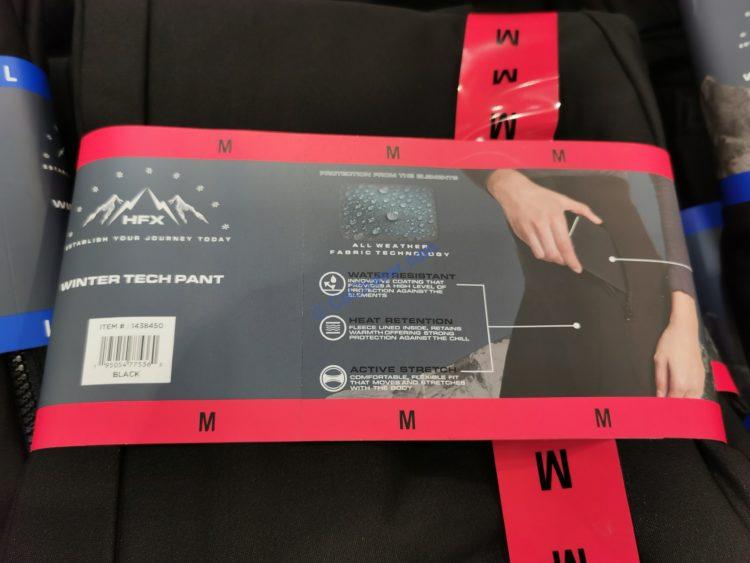 L
M
M
M
M
M
M
HFX
ESTABLISH YOUR JOURNEY TODAY
WINTER TECH PANT
ITEM #: 1438450
BLACK
PROTECTION FROM THE ELEMENTS
ALL WEATHER
FABRIC TECHNOLOGY
WATER RESISTANT
INNOVATIVE COATING THAT
PROVIDES A HIGH LEVEL OF
PROTECTION AGAINST THE
ELEMENTS
HEAT RETENTION
FLEECE LINED INSIDE, RETAINS
WARMTH OFFERING STRONG
PROTECTION AGAINST THE CHILL
ACTIVE STRETCH
COMFORTABLE, FLEXIBLE FIT
THAT MOVES AND STRETCHES
WITH THE BODY
M
M
M
M
M